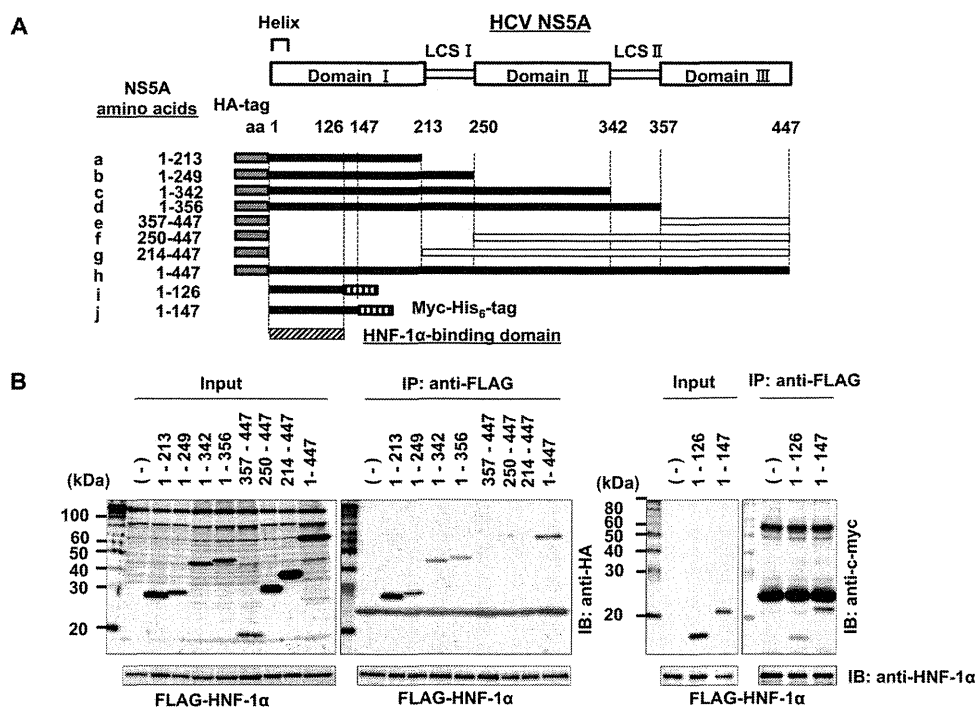 A
HCV NS5A
Helix
LCS I
LCS II
Domain I
Domain II
Domain III
NS5A
amino acids
HA-tag
aa 1 126 147 213 250 342 357 447
a 1-213
b 1-249
c 1-342
d 1-356
e 357-447
f 250-447
g 214-447
h 1-447
i 1-126
j 1-147
Myc-His6-tag
HNF-1α-binding domain
B
Input
(-)
1 - 213
1 - 249
1 - 342
1 - 356
357 - 447
250 - 447
214 - 447
1- 447
(kDa)
100
60
50
40
30
20
FLAG-HNF-1α
IP: anti-FLAG
(-)
1 - 213
1 - 249
1 - 342
1 - 356
357 - 447
250 - 447
214 - 447
1- 447
IB: anti-HA
FLAG-HNF-1α
Input
(-)
1 - 126
1 - 147
(kDa)
80
60
50
40
30
20
IP: anti-FLAG
(-)
1 - 126
1 - 147
IB: anti-c-myc
IB: anti-HNF-1α
FLAG-HNF-1α